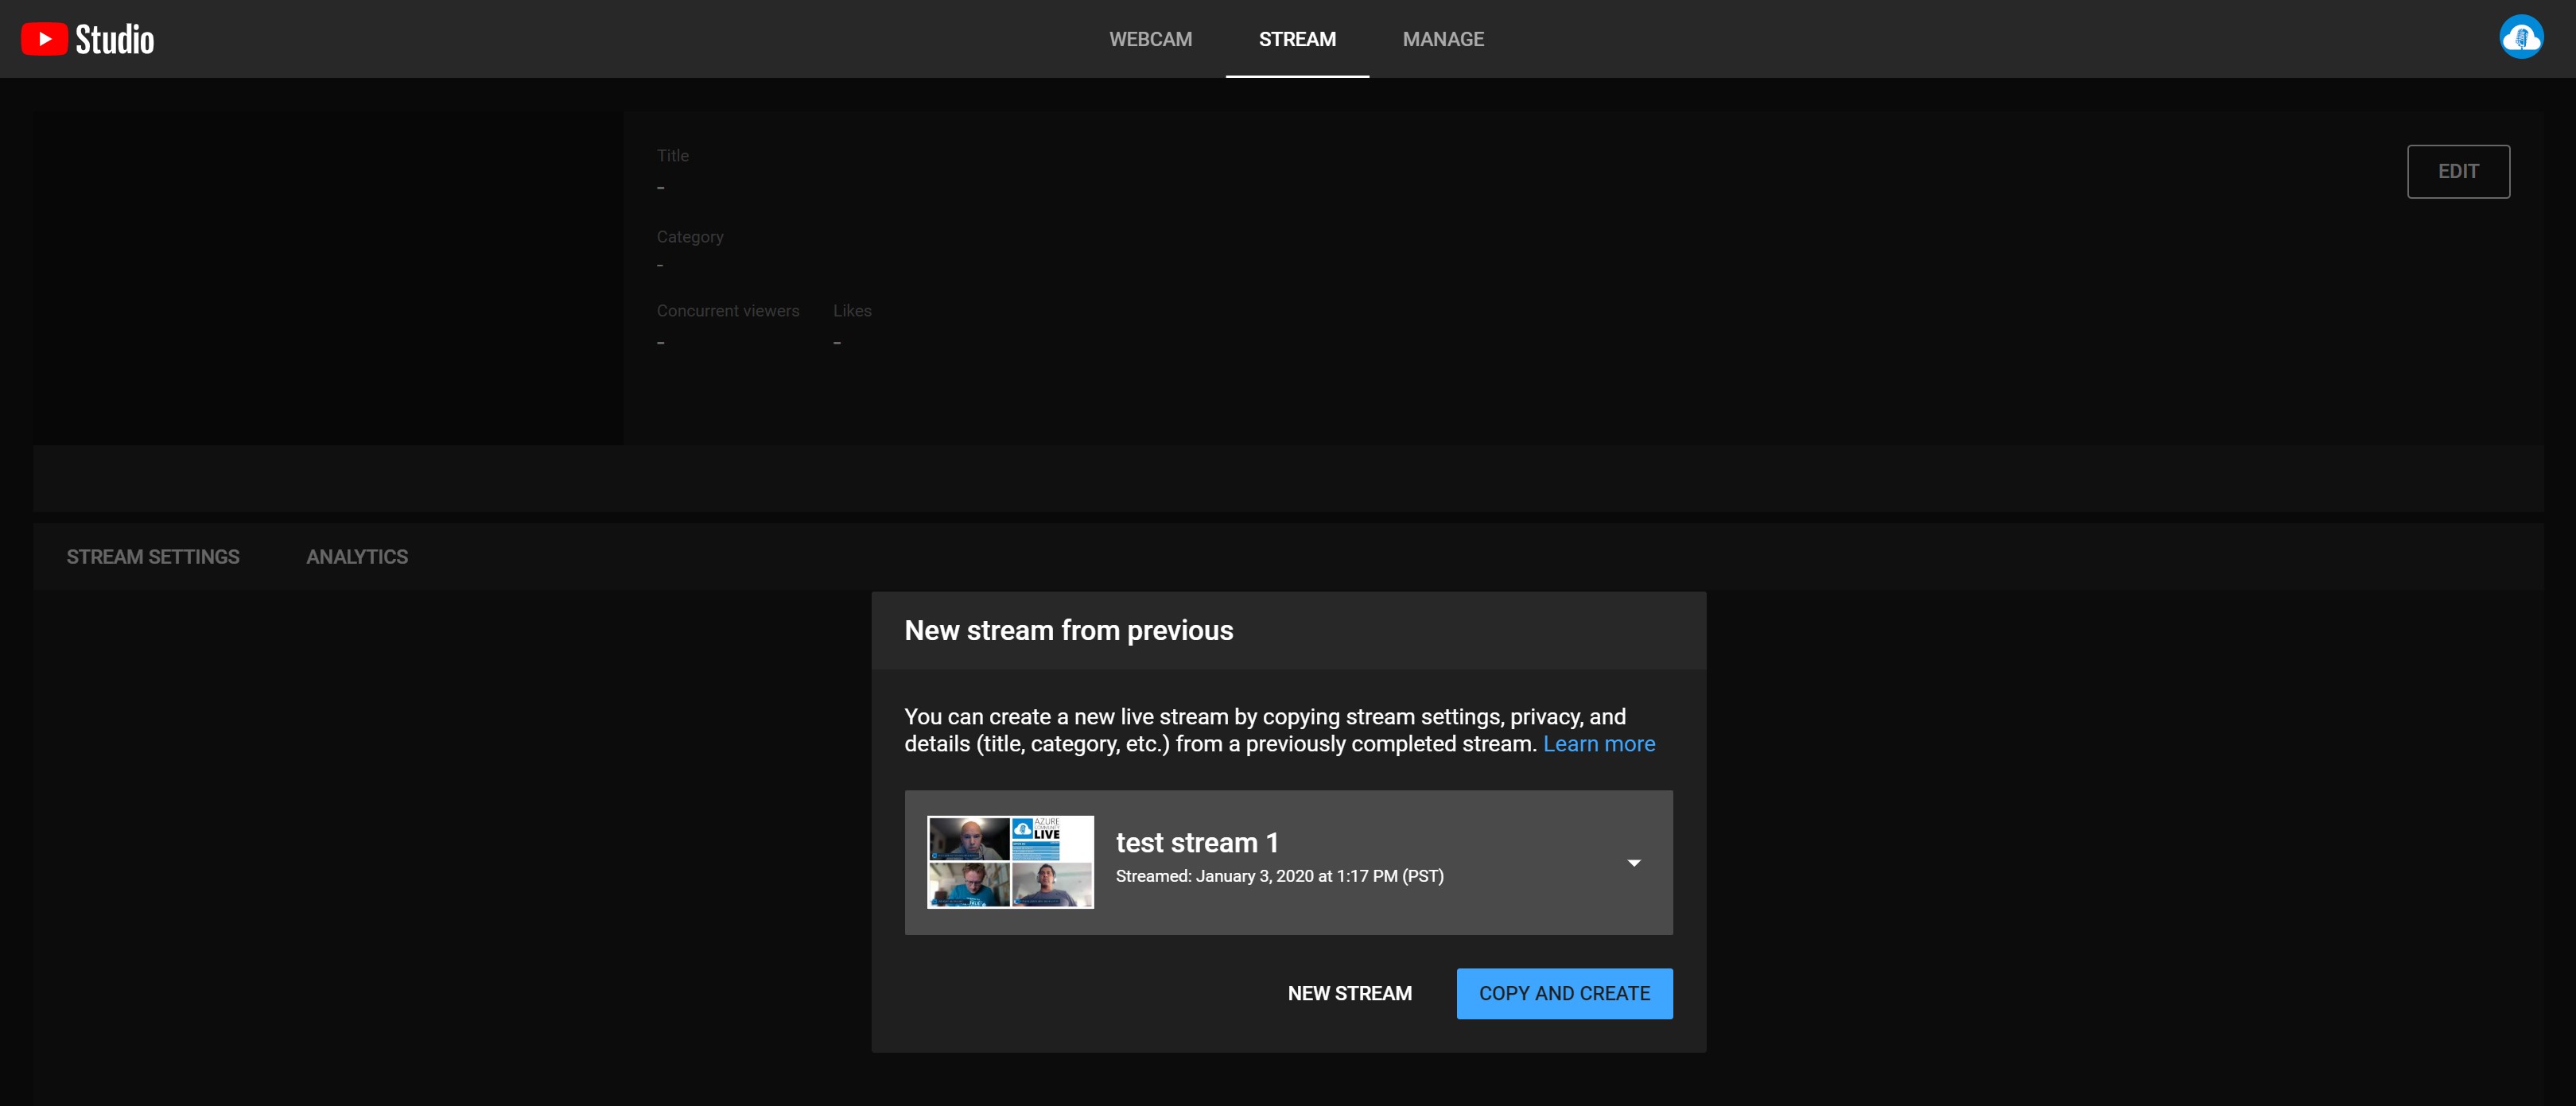 Studio
WEBCAM STREAM MANAGE
Title
-
EDIT
Category
-
Concurrent viewers Likes
- -
STREAM SETTINGS ANALYTICS
New stream from previous
You can create a new live stream by copying stream settings, privacy, and
details (title, category, etc.) from a previously completed stream. Learn more
AZURE
LIVE
test stream 1
Streamed: January 3, 2020 at 1:17 PM (PST)
NEW STREAM COPY AND CREATE